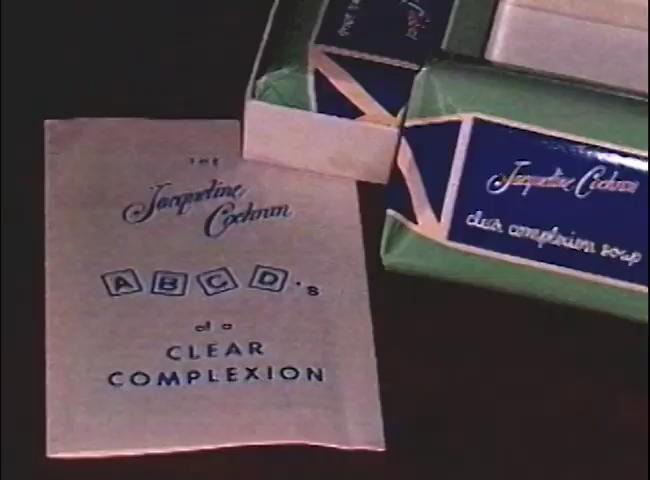 THE
Jacqueline
Cochran
ABCD's
of a
CLEAR
COMPLEXION
Jacqueline Cochran
clear complexion soap